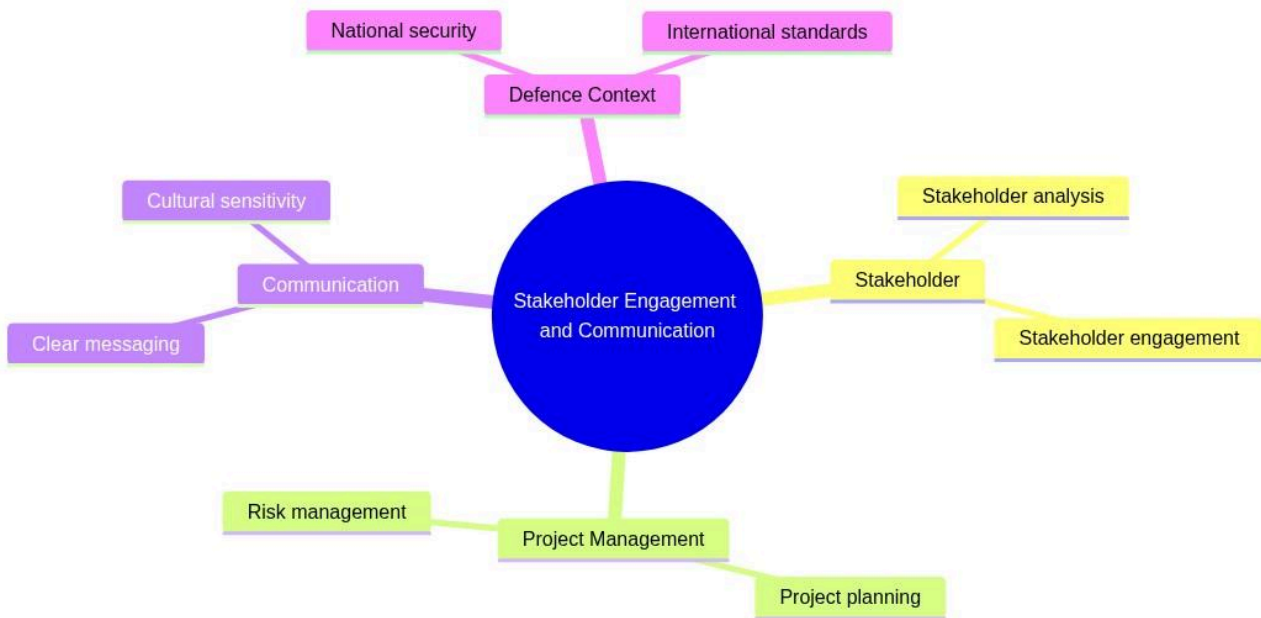 National security
International standards
Defence Context
Cultural sensitivity
Stakeholder analysis
Communication
Stakeholder
Stakeholder Engagement
and Communication
Clear messaging
Stakeholder engagement
Risk management
Project Management
Project planning